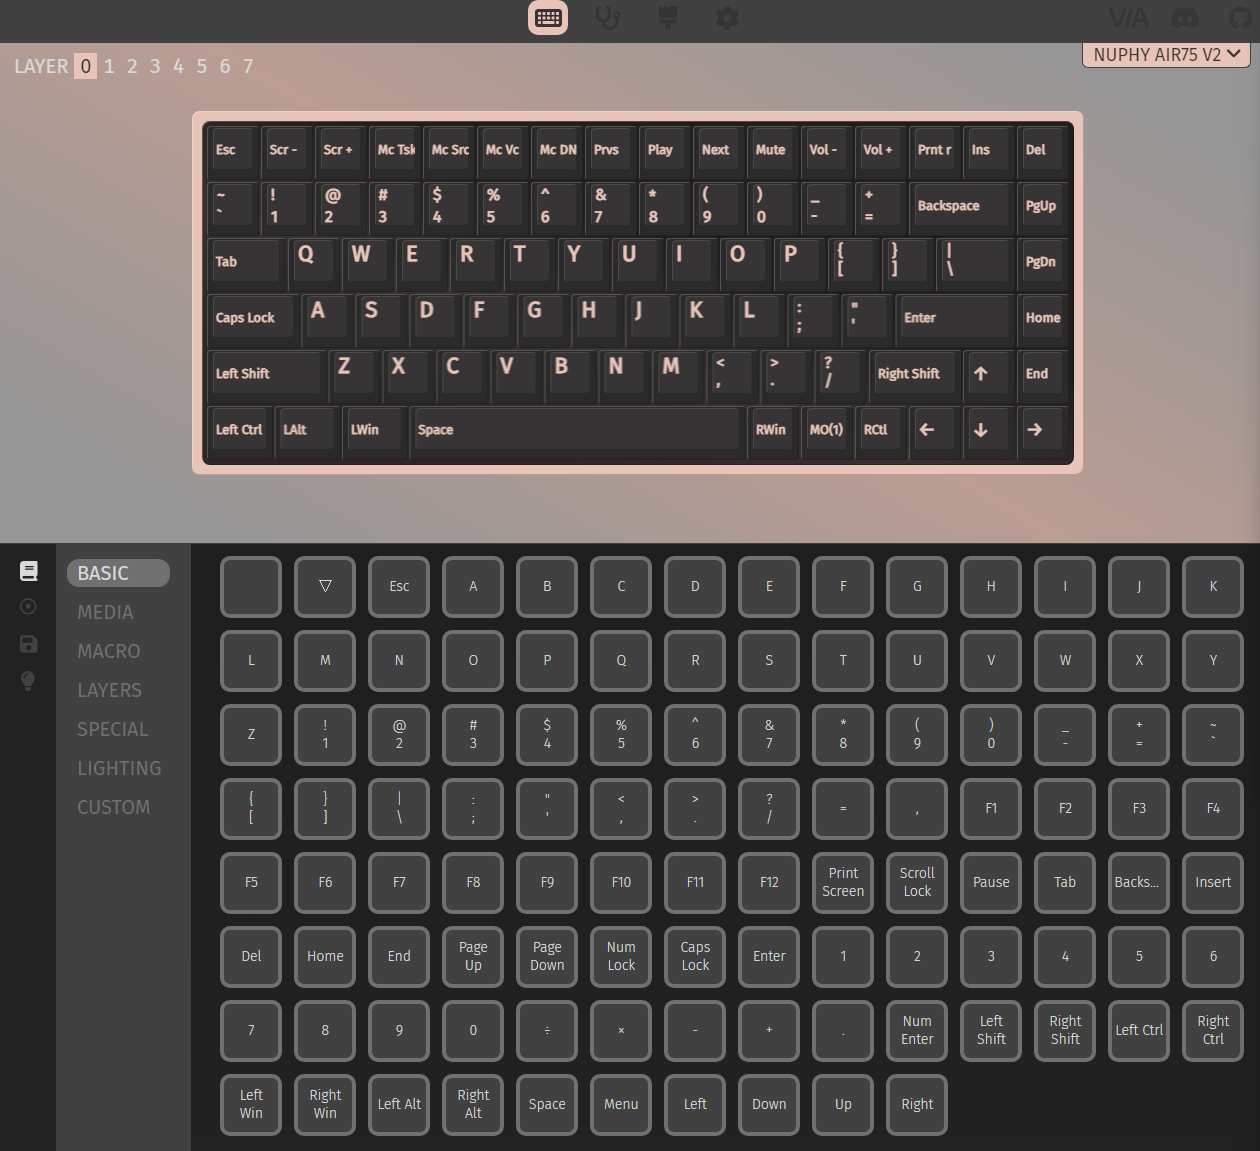 VIA
LAYER 0 1 2 3 4 5 6 7
NUPHY AIR75 V2
Esc Scr - Scr + Mc Tsk Mc Src Mc Vc Mc DN Prvs Play Next Mute Vol - Vol + Prnt r Ins Del
~ ! @ # $ % ^ & * ( ) _ +
` 1 2 3 4 5 6 7 8 9 0 - = Backspace PgUp
Tab Q W E R T Y U I O P { } | PgDn
[ ] \
Caps Lock A S D F G H J K L : " Enter Home
; '
Left Shift Z X C V B N M < > ? Right Shift ↑ End
, . /
Left Ctrl LAlt LWin Space RWin MO(1) RCtl ← ↓ →
BASIC
MEDIA
MACRO
LAYERS
SPECIAL
LIGHTING
CUSTOM
▽ Esc A B C D E F G H I J K
L M N O P Q R S T U V W X Y
Z ! @ # $ % ^ & * ( ) _ + ~
1 2 3 4 5 6 7 8 9 0 - = `
{ } | : " < > ? = , F1 F2 F3 F4
[ ] \ ; ' , . /
F5 F6 F7 F8 F9 F10 F11 F12 Print Screen Scroll Lock Pause Tab Backs... Insert
Del Home End Page Up Page Down Num Lock Caps Lock Enter 1 2 3 4 5 6
7 8 9 0 ÷ × - + . Num Enter Left Shift Right Shift Left Ctrl Right Ctrl
Left Win Right Win Left Alt Right Alt Space Menu Left Down Up Right